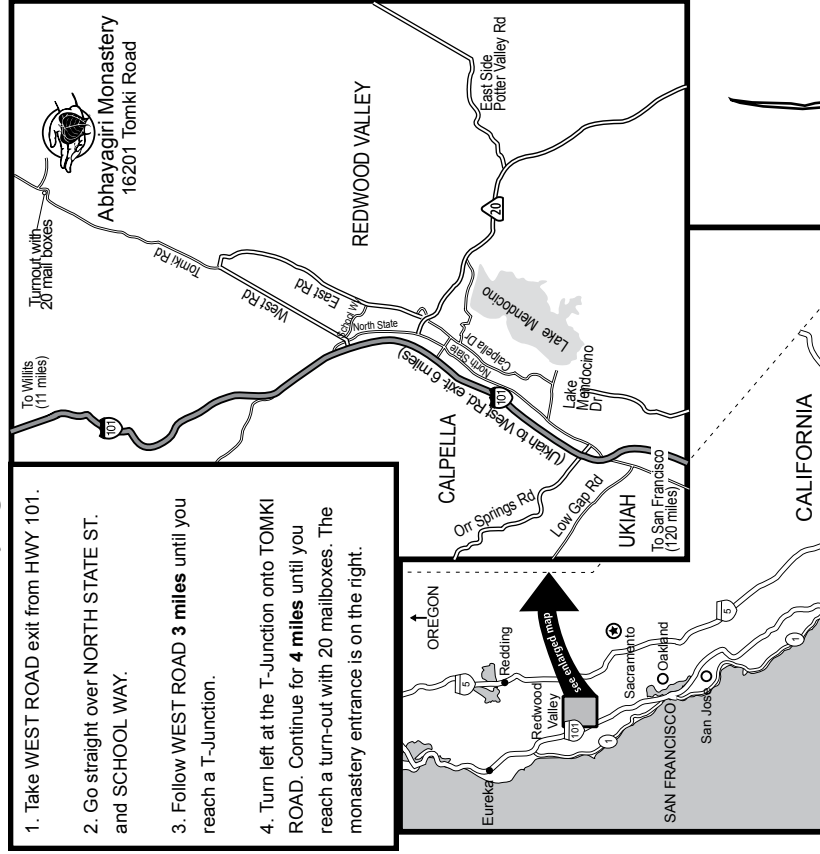 1. Take WEST ROAD exit from HWY 101.
2. Go straight over NORTH STATE ST.
and SCHOOL WAY.
3. Follow WEST ROAD 3 miles until you
reach a T-Junction.
4. Turn left at the T-Junction onto TOMKI
ROAD. Continue for 4 miles until you
reach a turn-out with 20 mailboxes. The
monastery entrance is on the right.
To Willits
(11 miles)
Turnout with
20 mail boxes
Abhayagiri Monastery
16201 Tomki Road
101
Tomki Rd
West Rd
East Rd
School W
North State
REDWOOD VALLEY
East Side
Potter Valley Rd
20
CALPELLA
(Ukiah to West Rd. exit- 6 miles)
101
North State
Calpella Dr
Lake Mendocino
Lake
Mendocino
Dr
Orr Springs Rd
Low Gap Rd
UKIAH
To San Francisco
(120 miles)
OREGON
5
Redding
Eureka
Redwood
Valley
101
see enlarged map
1
Sacramento
Oakland
SAN FRANCISCO
San Jose
5
1
CALIFORNIA